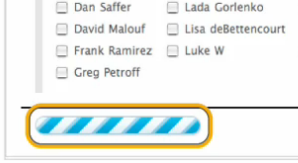 Dan Saffer
Lada Gorlenko
David Malouf
Lisa deBettencourt
Frank Ramirez
Luke W
Greg Petroff